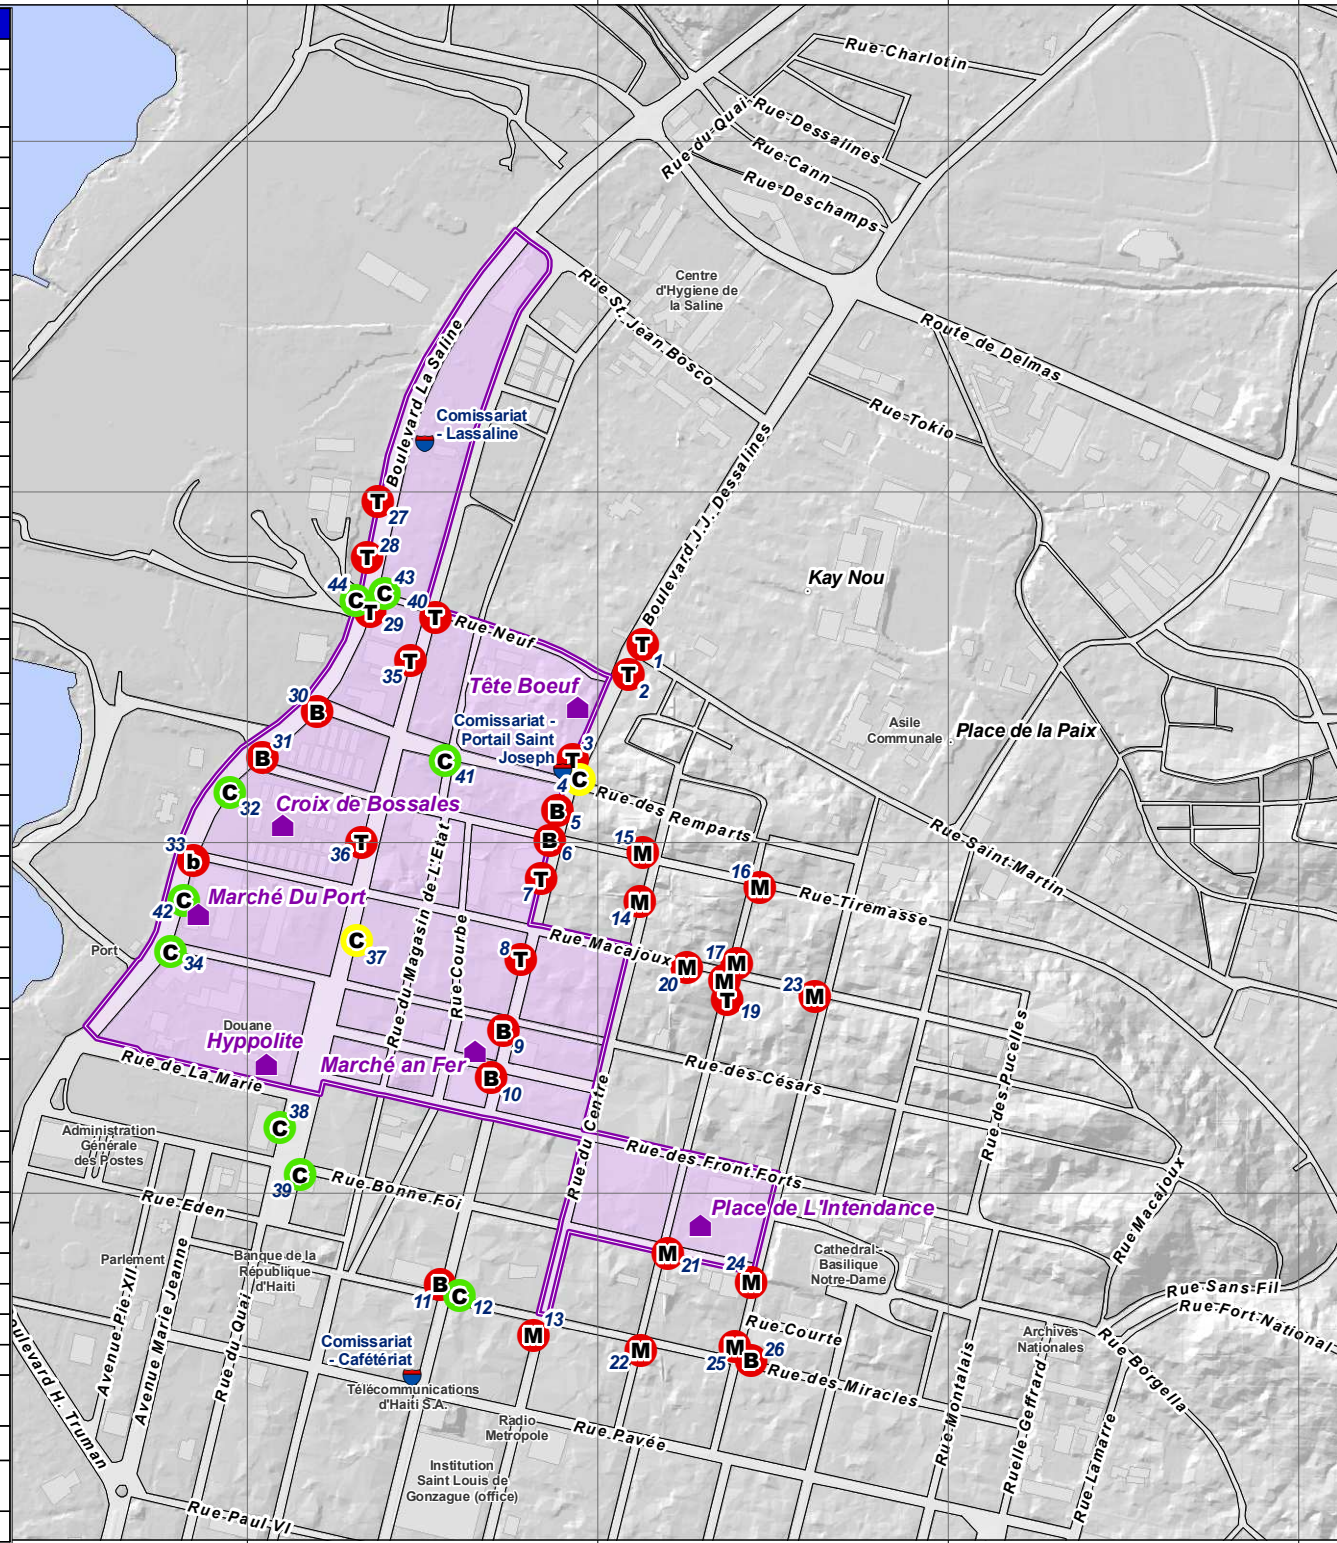 Rue Charlotin
Rue du Quai
Rue Dessalines
Rue Cann
Rue Deschamps
Centre
d'Hygiene de
la Saline
Rue St. Jean Bosco
Route de Delmas
Boulevard La Saline
Rue Tokio
Comissariat
- Lassaline
Boulevard J.J. Dessalines
T
27
T
28
Kay Nou
44
C
C
43
T
29
40
T
Rue Neuf
T
35
T
1
T
2
Tête Boeuf
30
B
Comissariat -
Portail Saint
Joseph
Asile
Communale
Place de la Paix
31
B
C
41
3
T
4
C
C
32
Croix de Bossales
Rue des Remparts
B
5
B
6
Rue Saint-Martin
T
36
15
M
33
b
7
T
16
M
Rue Tiremasse
Marché Du Port
C
42
14
M
Rue du Magasin de L'Etat
Rue Courbe
Port
C
34
C
37
8
T
Rue Macajoux
M
20
17
M
M
T
19
23
M
Douane
Hyppolite
B
9
Marché an Fer
Rue de La Marie
B
10
Rue des Césars
Rue des Pucelles
Rue du Centre
38
C
Administration
Générale
des Postes
C
39
Rue Bonne Foi
Rue des Front Forts
Rue Eden
Place de L'Intendance
Rue Macajoux
Parlement
Banque de la
République
d'Haiti
M
21
24
M
Cathedral-
Basilique
Notre-Dame
Rue Sans Fil
Rue Fort National
B
11
C
12
Avenue Pie XII
Avenue Marie Jeanne
Rue du Quai
13
M
Rue Courte
Comissariat
- Cafétériat
M
22
M
25
B
26
Rue des Miracles
Archives
Nationales
Rue Borgella
Télécommunications
d'Haiti S.A.
oulevard H. Truman
Radio
Metropole
Rue Pavée
Rue Montalais
Ruelle Geffrard
Rue Lamarre
Institution
Saint Louis de
Gonzague (office)
Rue Paul VI